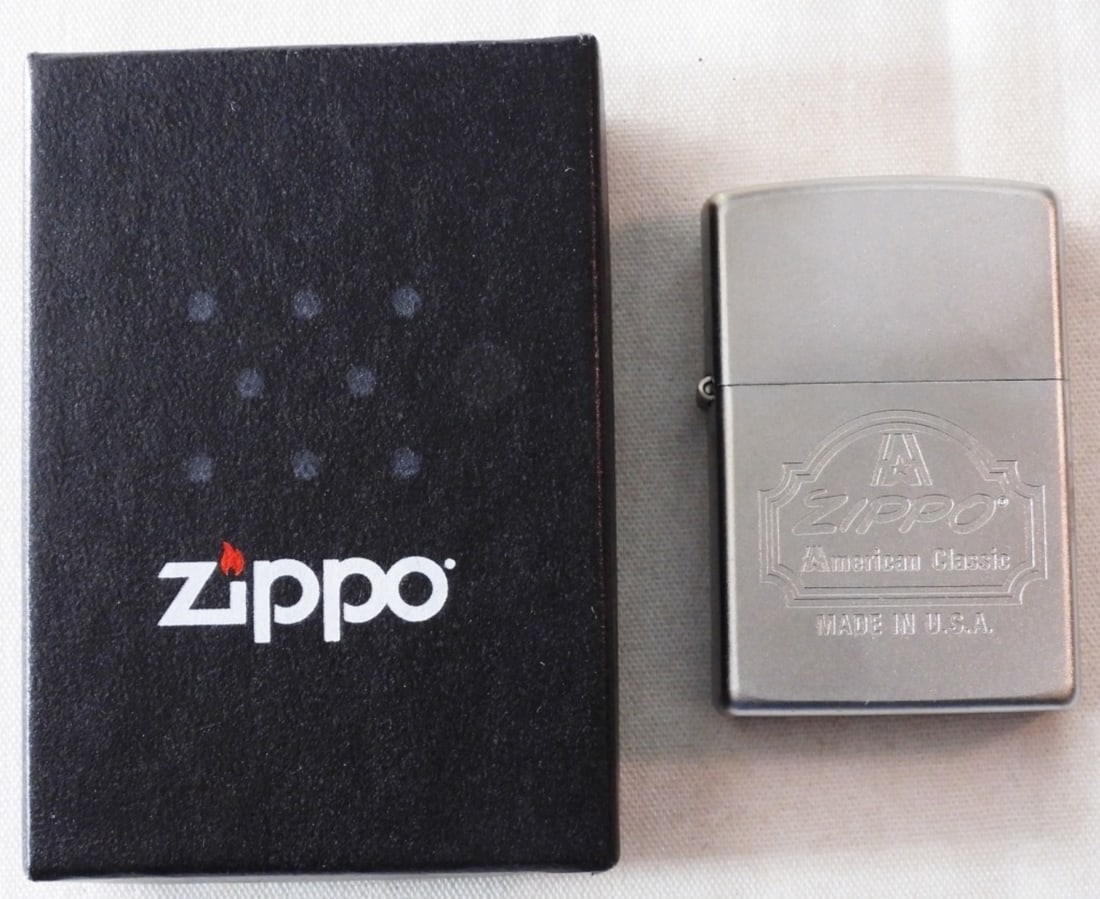 zippo
A
ZIPPO®
American Classic
MADE IN U.S.A.